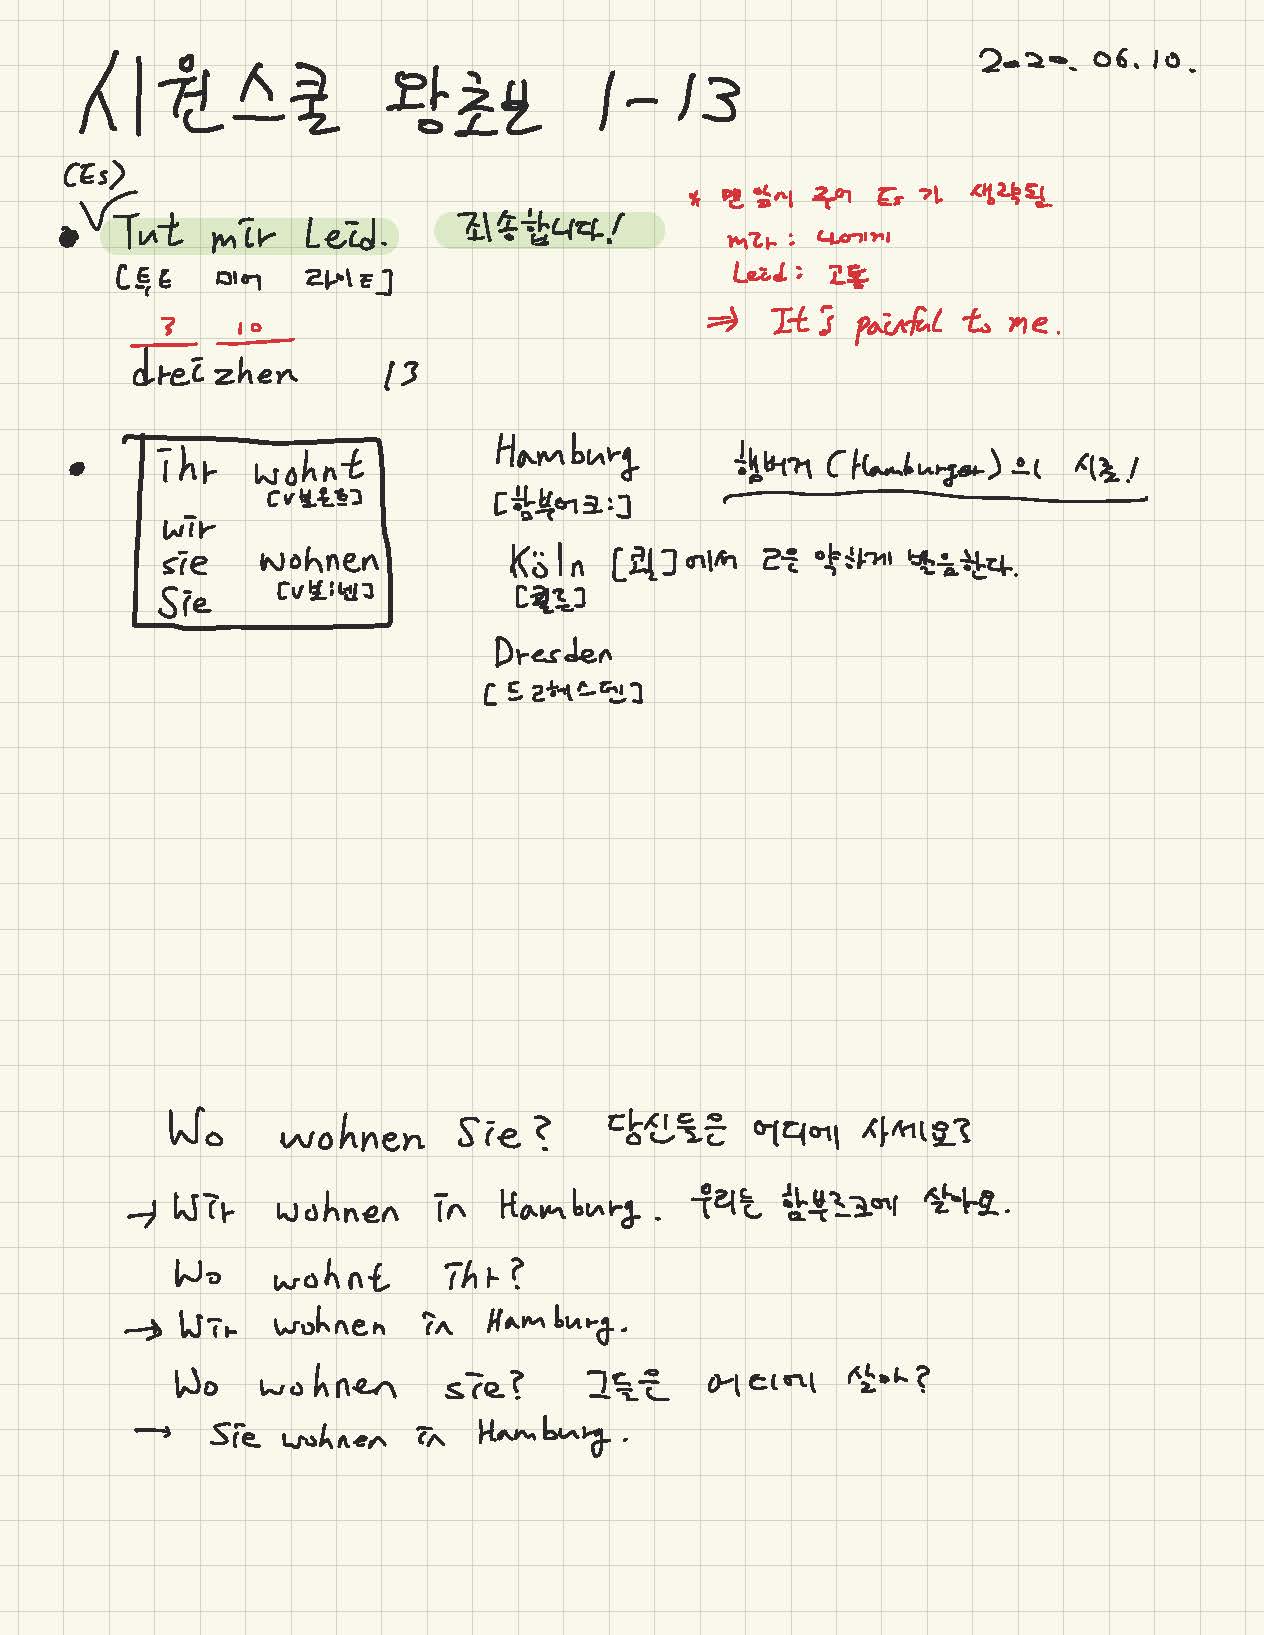 2020. 06. 10.
시원스쿨 왕초보 1-13
(Es)
Tut mir Leid. 죄송합니다!
[투트 미어 라이트]
* 맨 앞에서 주어 Es가 생략됨
mir : 나에게
Leid : 고통
⇒ It's painful to me.
3 10
dreizhen 13
ihr wohnt
wir
sie wohnen
[v보:넨]
Sie
Hamburg
[함부어크:]
햄버거 (Hamburger)의 시초!
Köln [쾰]에서 ㄹ은 약하게 발음한다.
[쾰른]
Dresden
[드레스덴]
Wo wohnen Sie? 당신들은 어디에 사세요?
→ Wir wohnen in Hamburg. 우리는 함부르크에 살아요.
Wo wohnt ihr?
→ Wir wohnen in Hamburg.
Wo wohnen sie? 그들은 어디에 살아?
→ Sie wohnen in Hamburg.